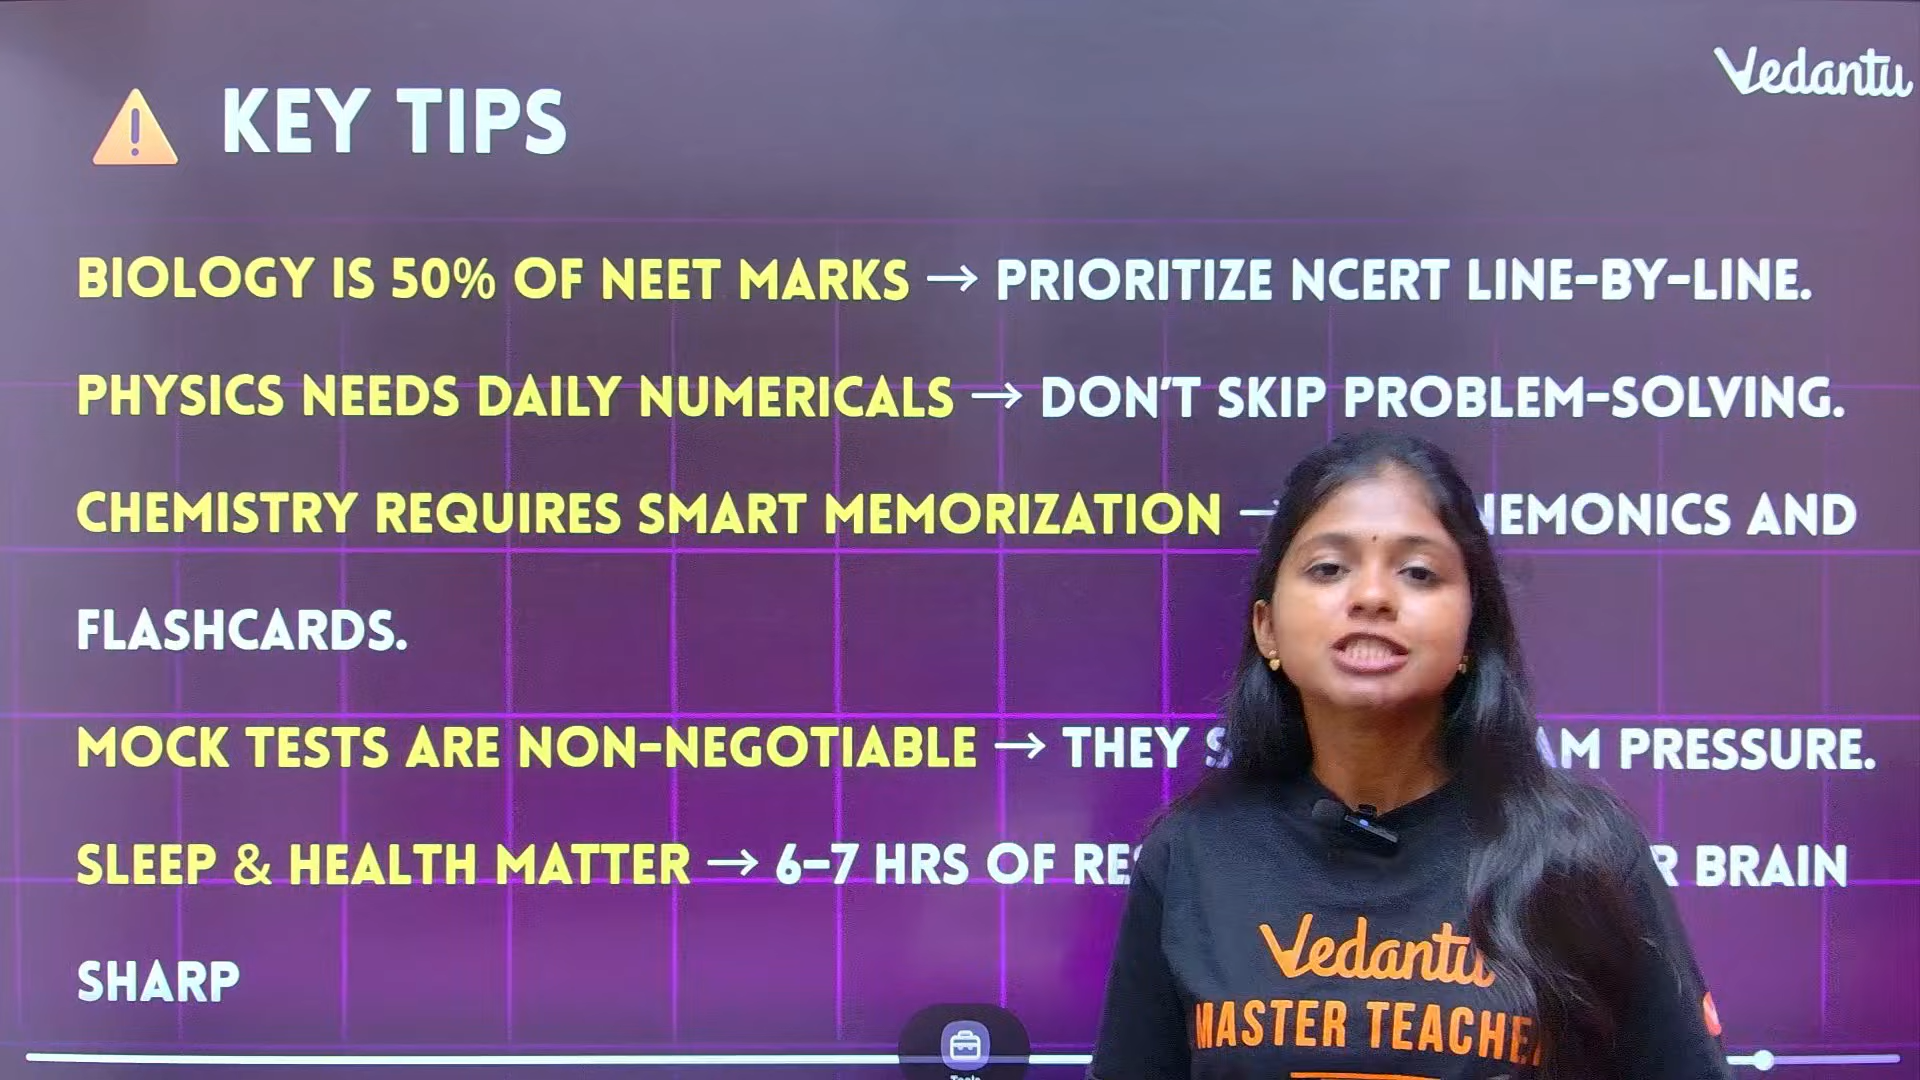 Vedantu
KEY TIPS
BIOLOGY IS 50% OF NEET MARKS → PRIORITIZE NCERT LINE-BY-LINE.
PHYSICS NEEDS DAILY NUMERICALS → DON'T SKIP PROBLEM-SOLVING.
CHEMISTRY REQUIRES SMART MEMORIZATION → AND
FLASHCARDS.
MOCK TESTS ARE NON-NEGOTIABLE → THEY PRESSURE.
SLEEP & HEALTH MATTER → 6-7 HRS OF BRAIN
SHARP
Vedantu
MASTER TEACHER